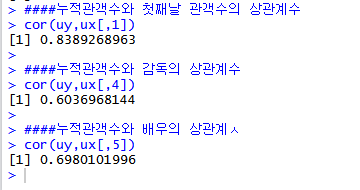 > ####누적관객수와 첫째날 관객수의 상관계수
> cor(uy,ux[,1])
[1] 0.8389268963
>
> ####누적관객수와 감독의 상관계수
> cor(uy,ux[,4])
[1] 0.6036968144
>
> ####누적관객수와 배우의 상관계ㅅ
> cor(uy,ux[,5])
[1] 0.6980101996
>